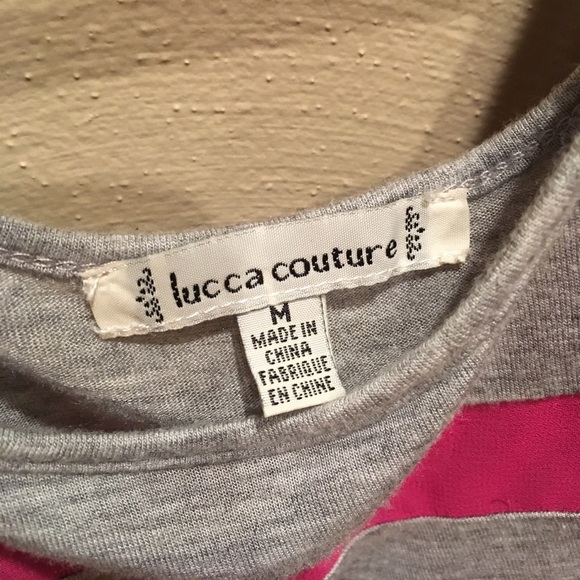 lucca couture
M
MADE IN
CHINA
FABRIQUE
EN CHINE